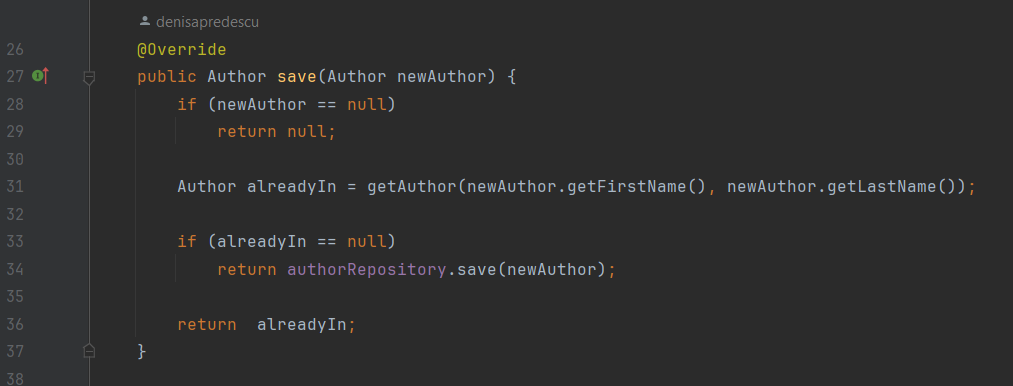 denisapredescu
26 @Override
27 public Author save(Author newAuthor) {
28 if (newAuthor == null)
29 return null;
30
31 Author alreadyIn = getAuthor(newAuthor.getFirstName(), newAuthor.getLastName());
32
33 if (alreadyIn == null)
34 return authorRepository.save(newAuthor);
35
36 return  alreadyIn;
37 }
38